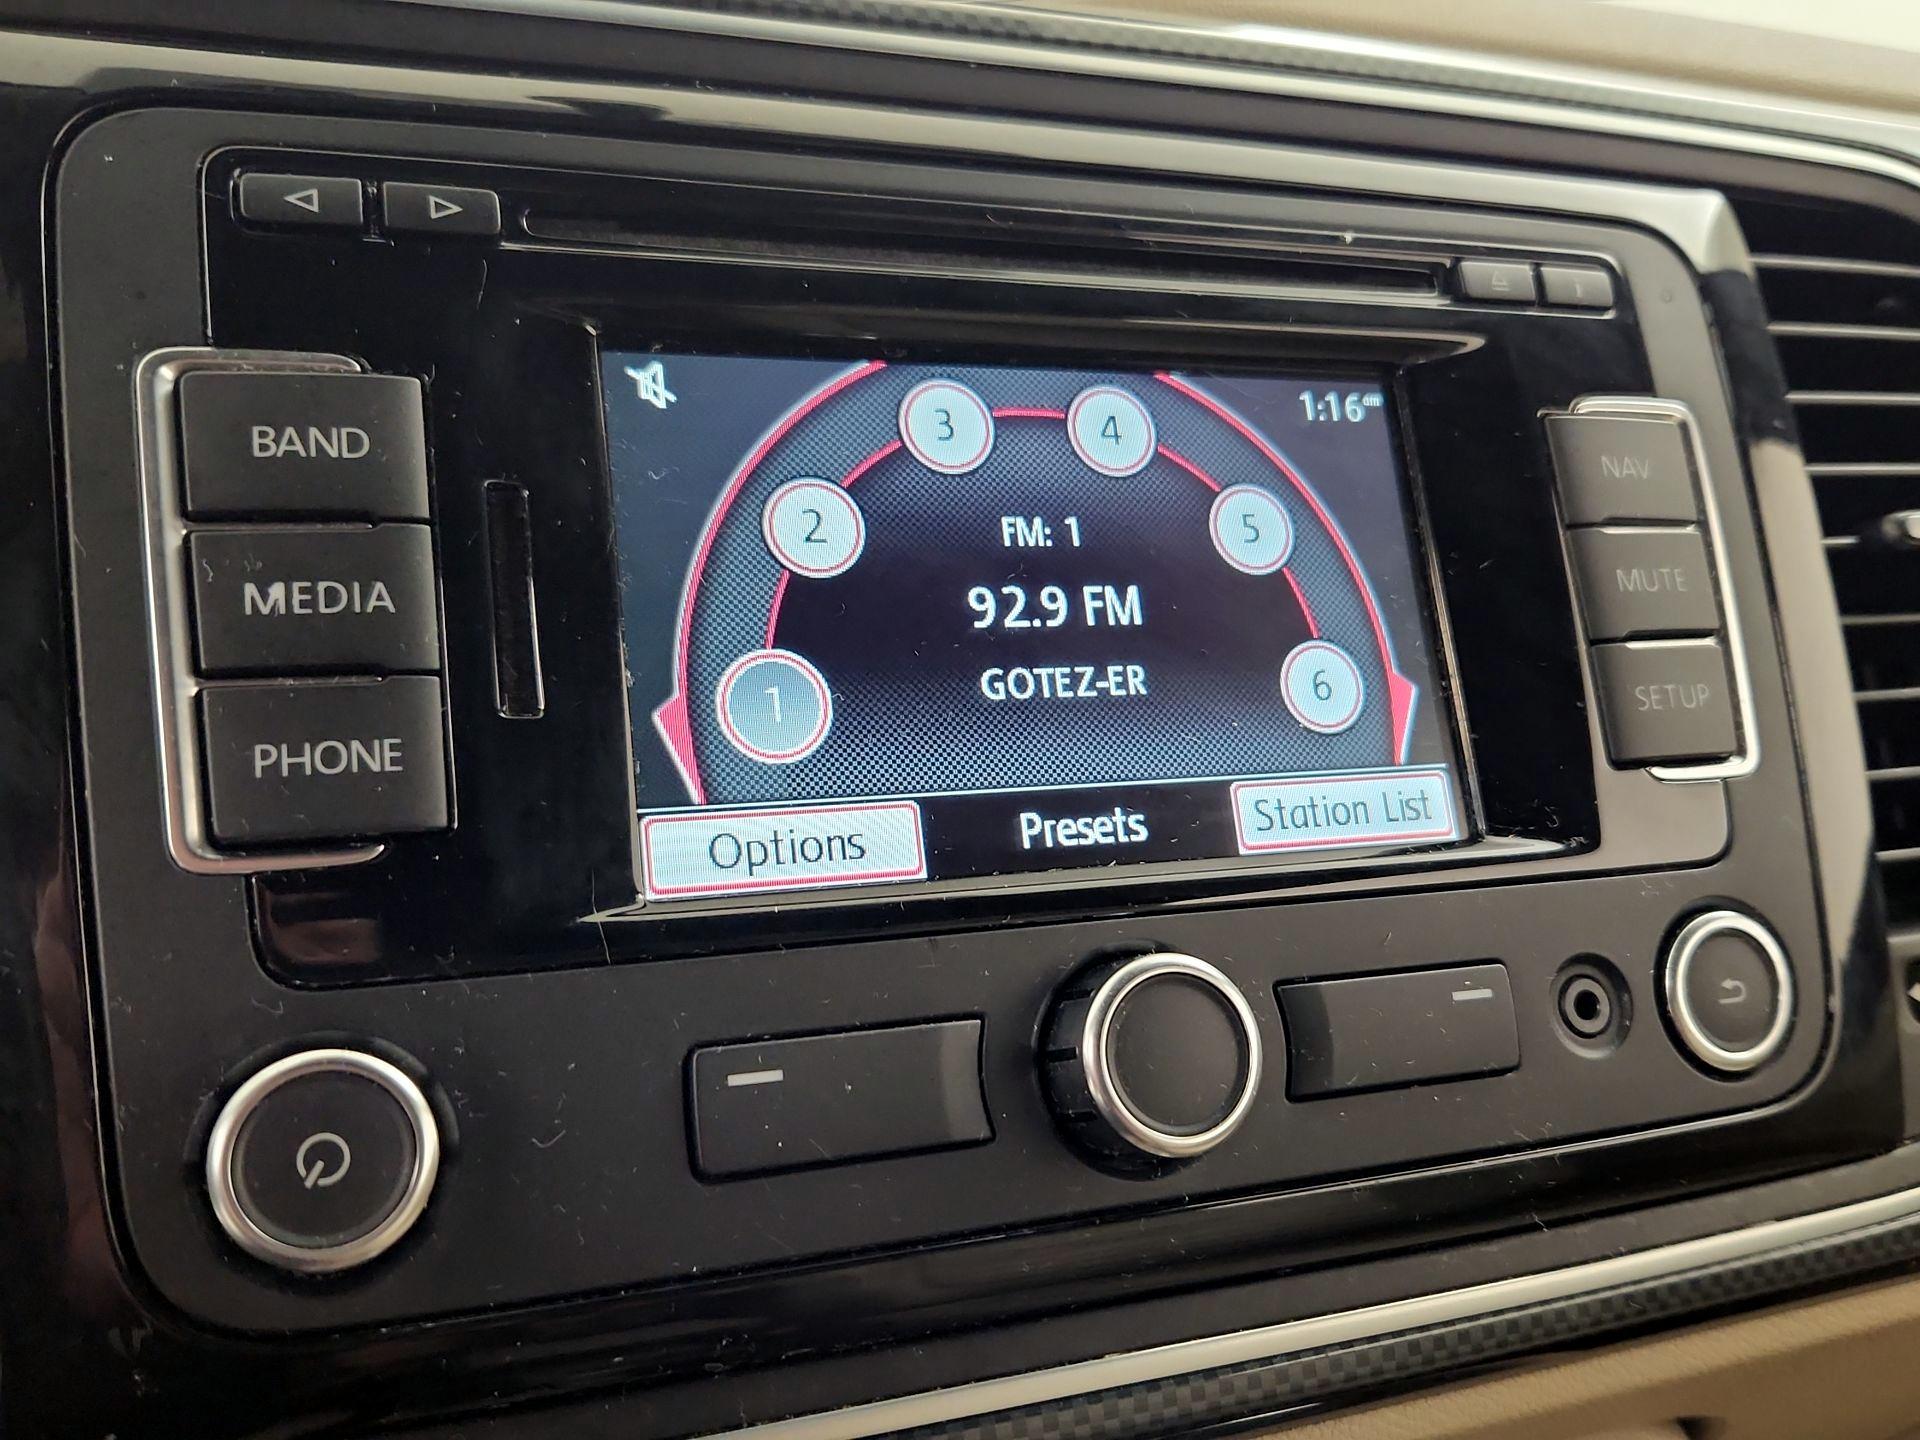 BAND
MEDIA
PHONE
1:16 am
3
4
2
5
FM: 1
92.9 FM
GOTEZ-ER
1
6
Options
Presets
Station List
NAV
MUTE
SETUP